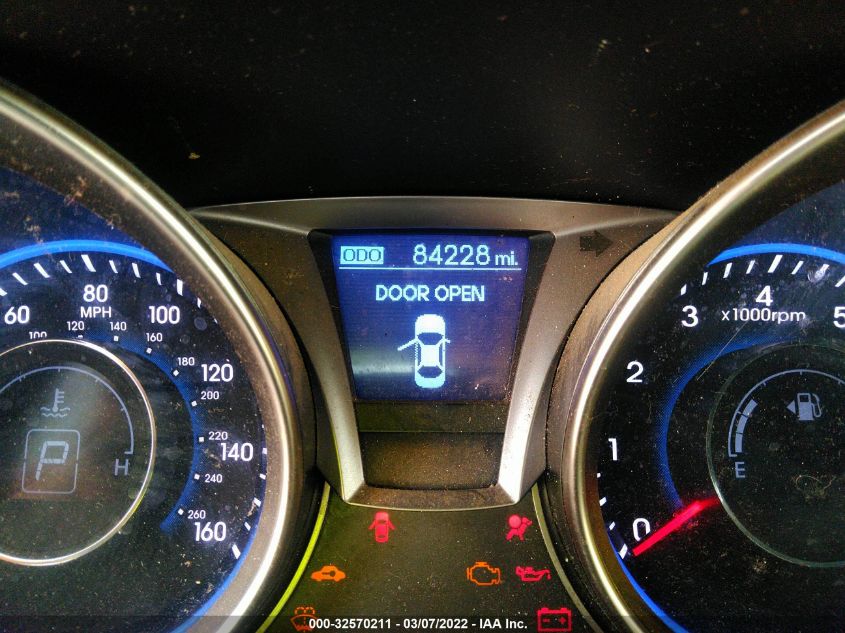 ODO 84228 mi.
DOOR OPEN
60 80 100 120 140 160
MPH
100 120 140 160 180 200 220 240 260
P
H
0 1 2 3 4 5
x1000rpm
E
000-32570211 - 03/07/2022 - IAA Inc.